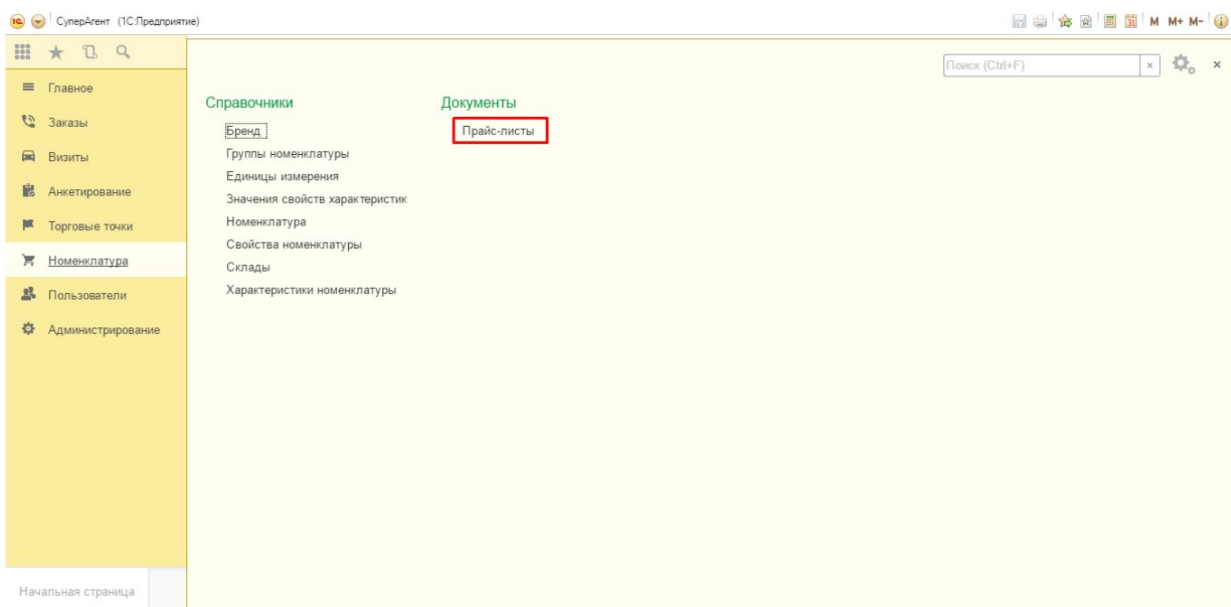 СуперАгент (1С:Предприятие)
M M+ M-
Поиск (Ctrl+F)
Главное
Заказы
Визиты
Анкетирование
Торговые точки
Номенклатура
Пользователи
Администрирование
Справочники
Бренд
Группы номенклатуры
Единицы измерения
Значения свойств характеристик
Номенклатура
Свойства номенклатуры
Склады
Характеристики номенклатуры
Документы
Прайс-листы
Начальная страница